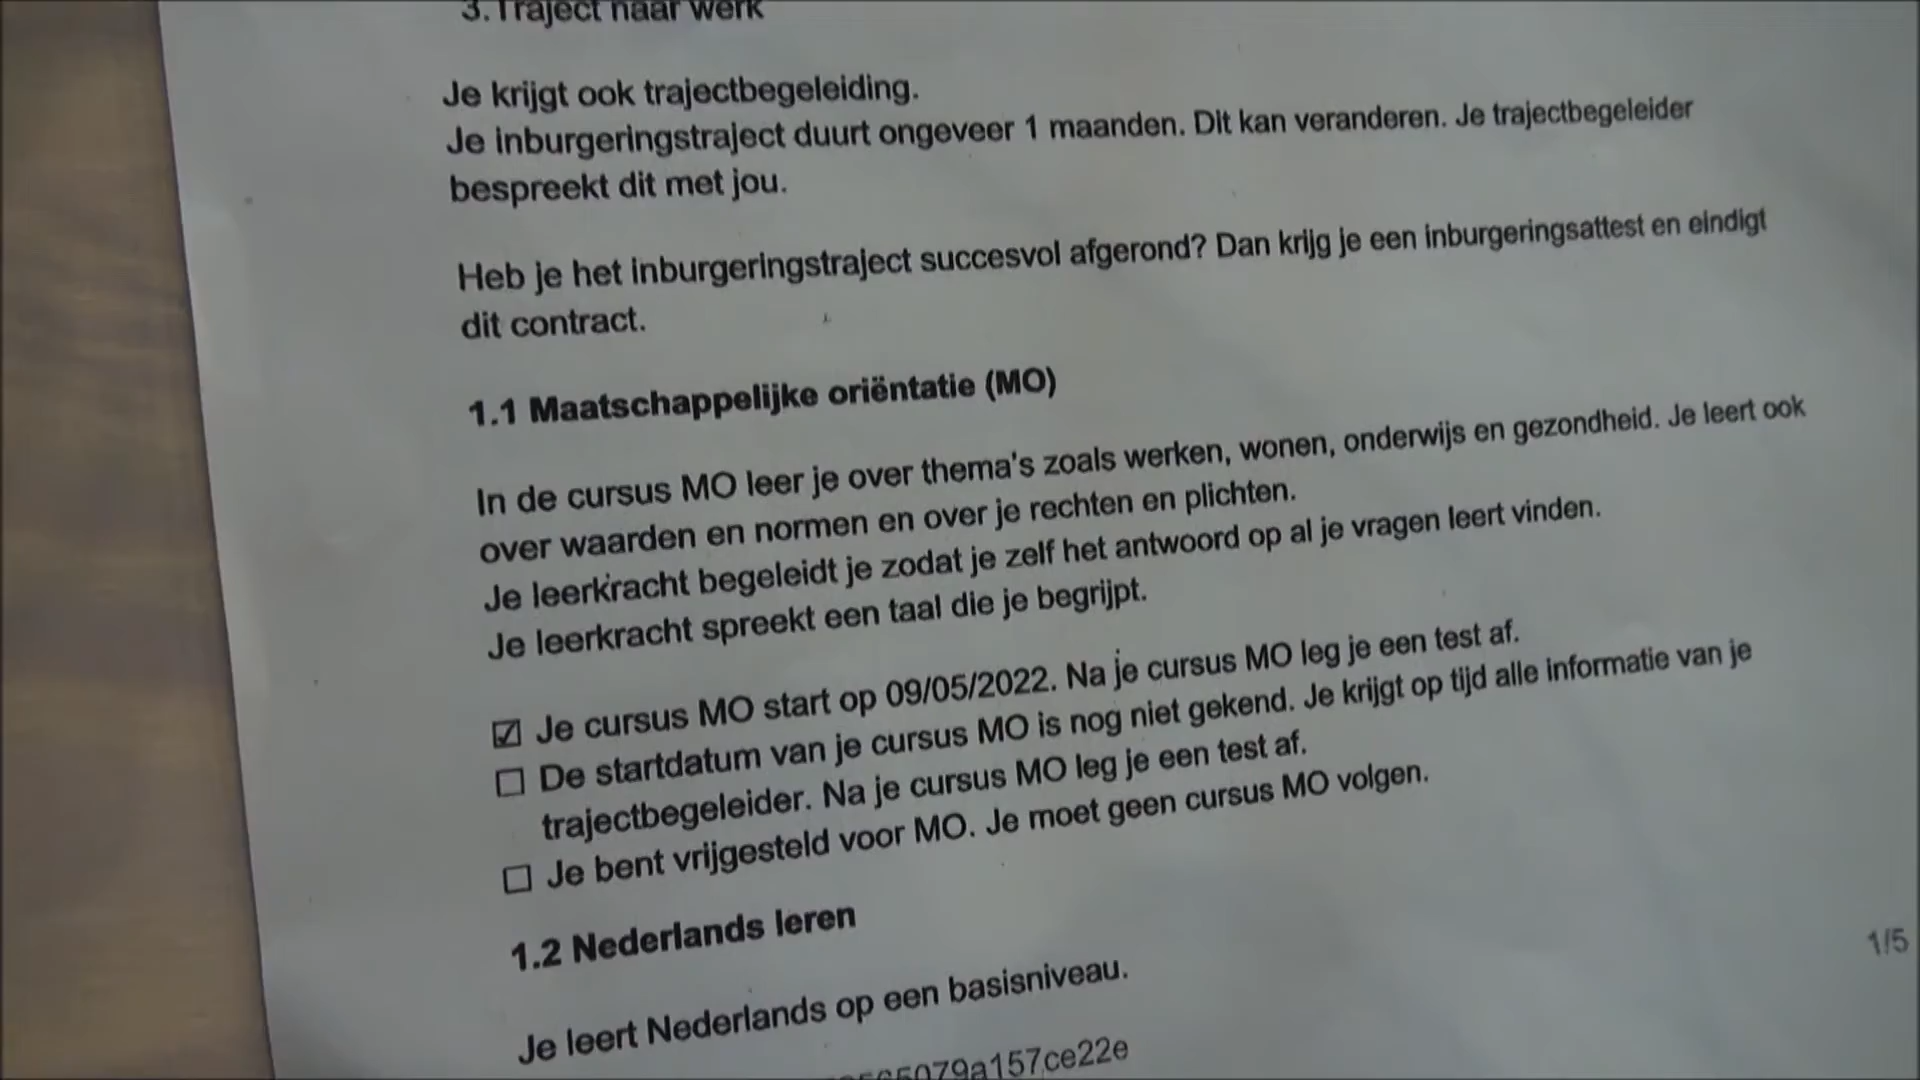 3. Traject naar werk
Je krijgt ook trajectbegeleiding.
Je inburgeringstraject duurt ongeveer 1 maanden. Dit kan veranderen. Je trajectbegeleider
bespreekt dit met jou.
Heb je het inburgeringstraject succesvol afgerond? Dan krijg je een inburgeringsattest en eindigt
dit contract.
1.1 Maatschappelijke oriëntatie (MO)
In de cursus MO leer je over thema's zoals werken, wonen, onderwijs en gezondheid. Je leert ook
over waarden en normen en over je rechten en plichten.
Je leerkracht begeleidt je zodat je zelf het antwoord op al je vragen leert vinden.
Je leerkracht spreekt een taal die je begrijpt.
☑ Je cursus MO start op 09/05/2022. Na je cursus MO leg je een test af.
☐ De startdatum van je cursus MO is nog niet gekend. Je krijgt op tijd alle informatie van je
trajectbegeleider. Na je cursus MO leg je een test af.
☐ Je bent vrijgesteld voor MO. Je moet geen cursus MO volgen.
1.2 Nederlands leren
1/5
Je leert Nederlands op een basisniveau.